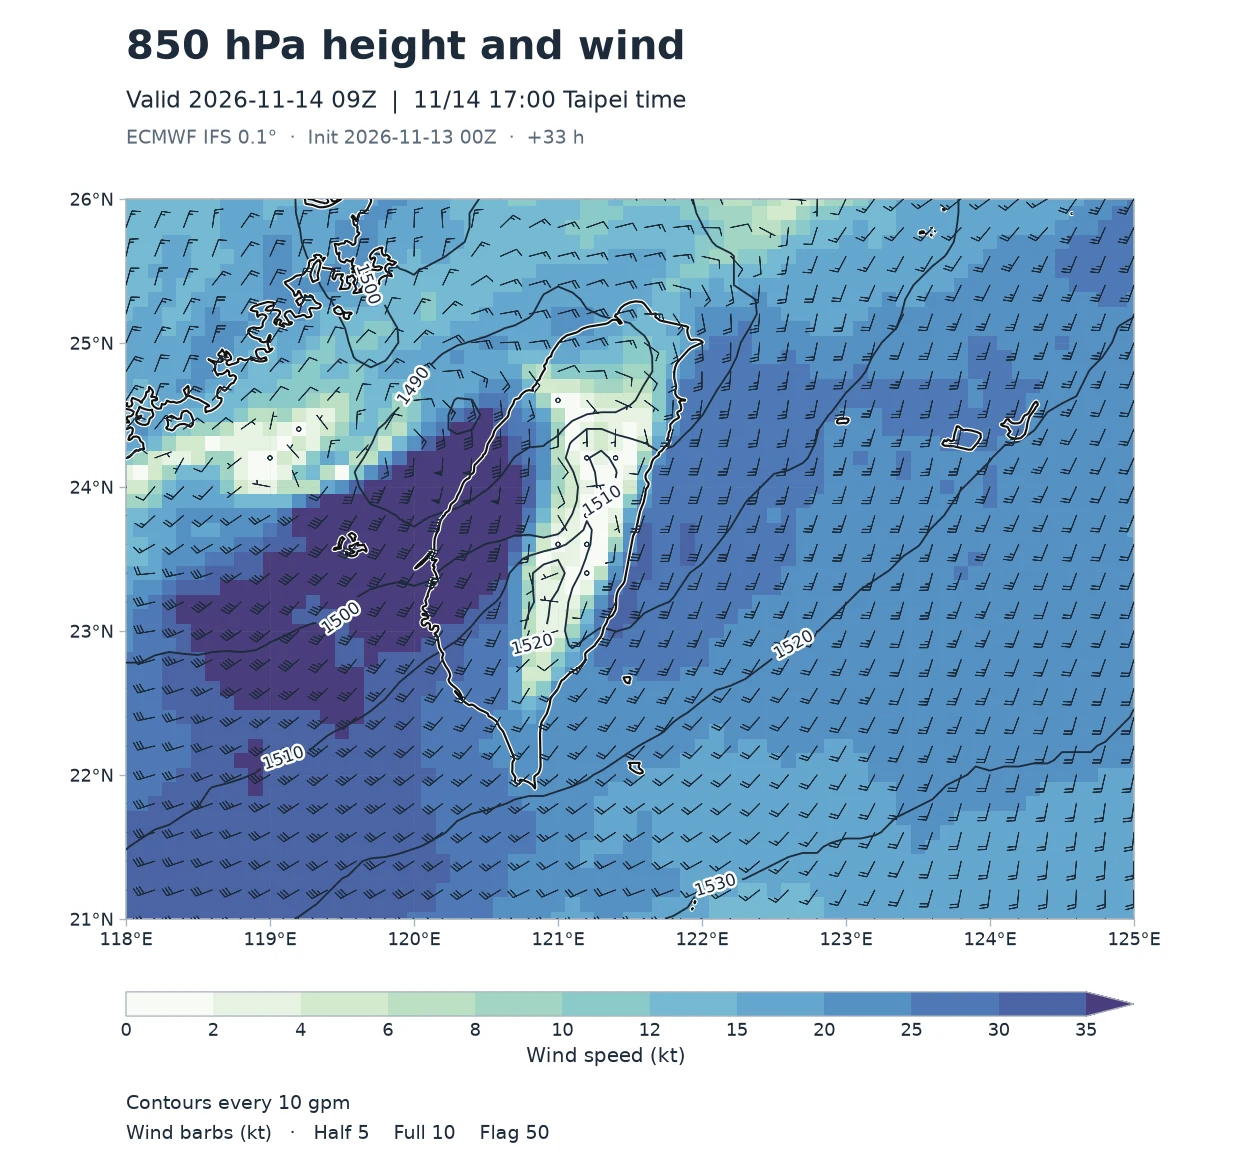 850 hPa height and wind
Valid 2026-11-14 09Z | 11/14 17:00 Taipei time
ECMWF IFS 0.1° · Init 2026-11-13 00Z · +33 h
26°N
25°N
24°N
23°N
22°N
21°N
1500
1490
1510
1500
1520
1520
1510
1530
118°E 119°E 120°E 121°E 122°E 123°E 124°E 125°E
0 2 4 6 8 10 12 15 20 25 30 35
Wind speed (kt)
Contours every 10 gpm
Wind barbs (kt) · Half 5 Full 10 Flag 50